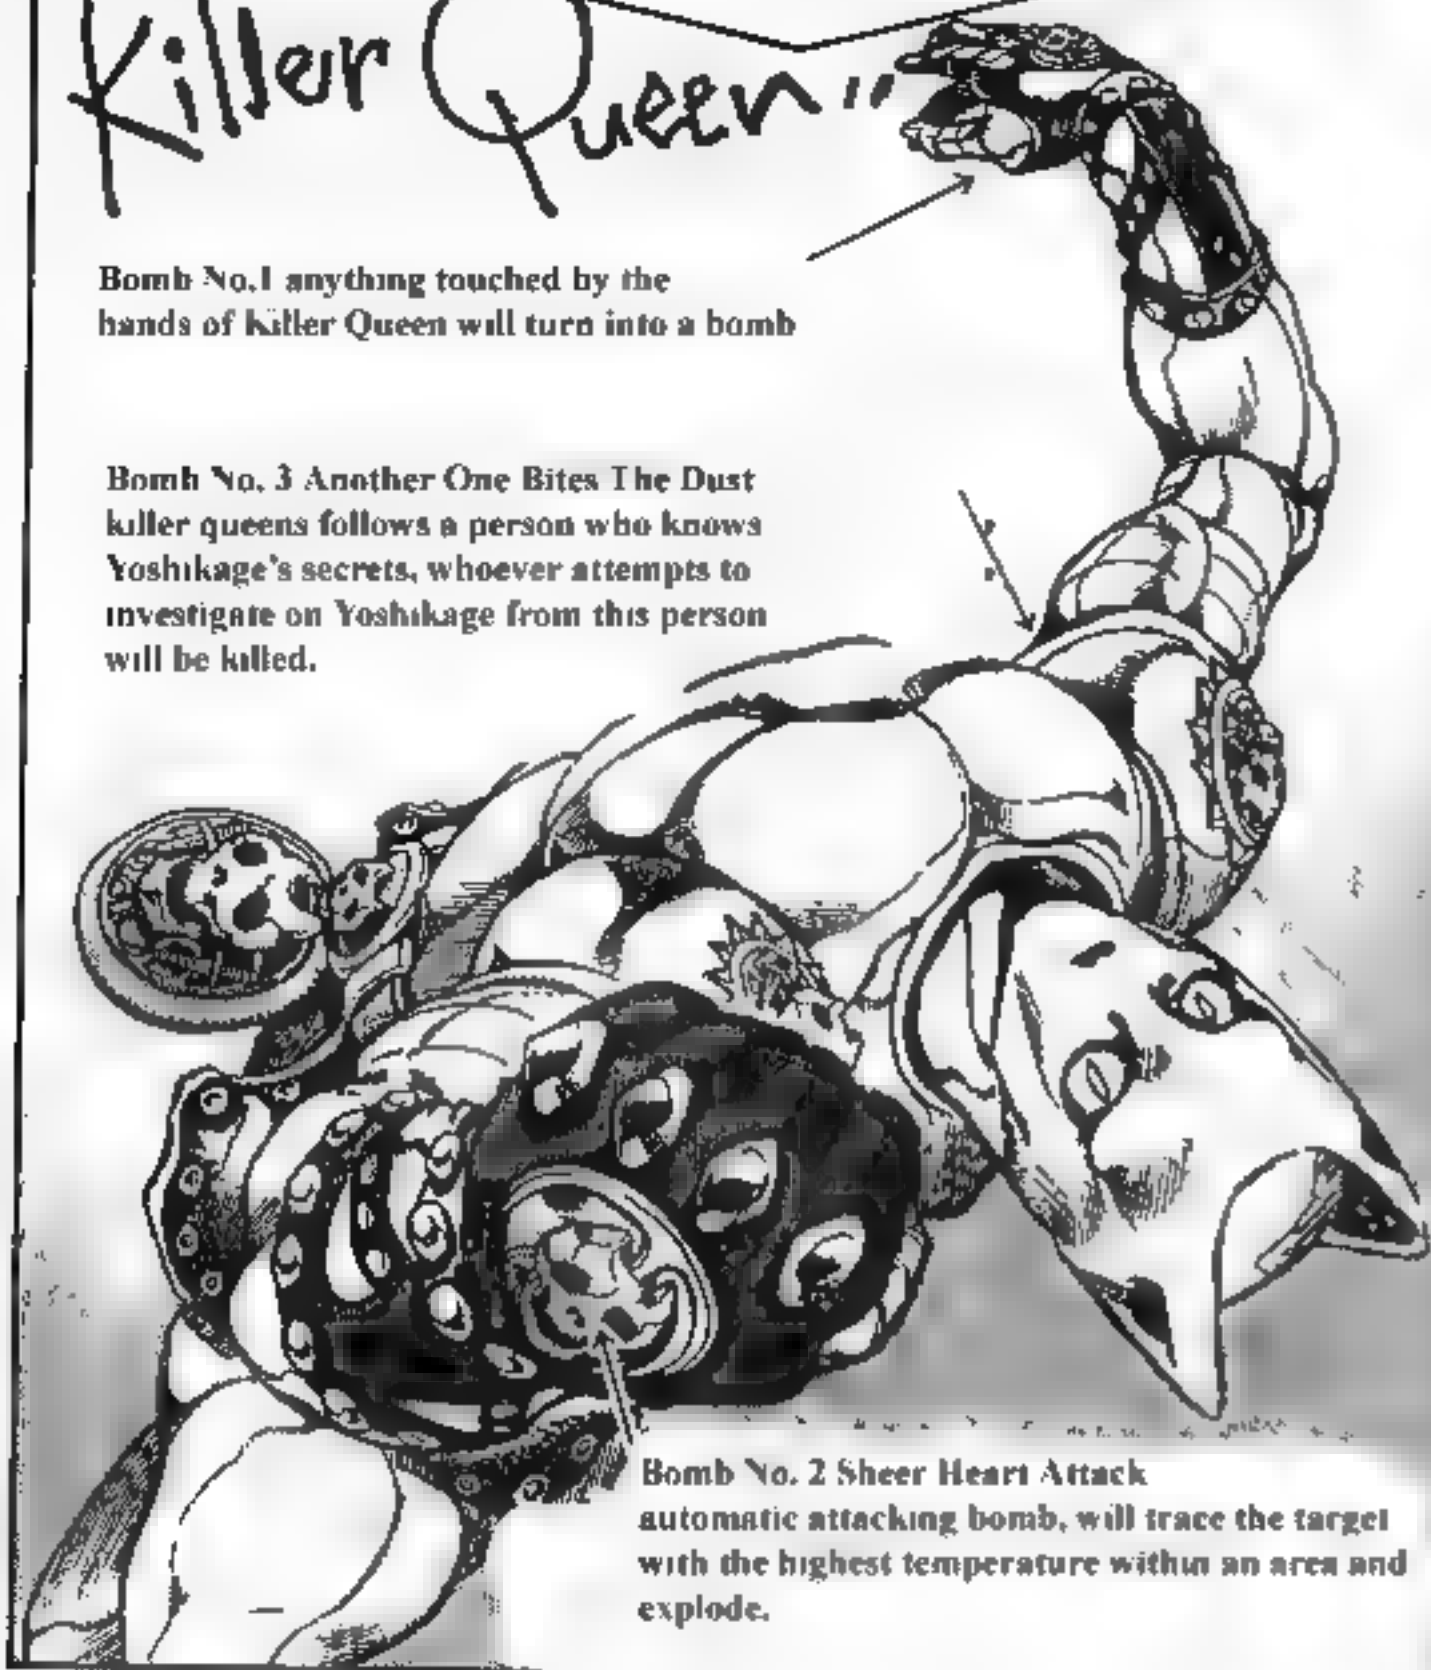 Killer Queen"
Bomb No.1 anything touched by the
hands of Killer Queen will turn into a bomb
Bomb No. 3 Another One Bites The Dust
killer queens follows a person who knows
Yoshikage's secrets, whoever attempts to
investigate on Yoshikage from this person
will be killed.
Bomb No. 2 Sheer Heart Attack
automatic attacking bomb, will trace the target
with the highest temperature within an area and
explode.